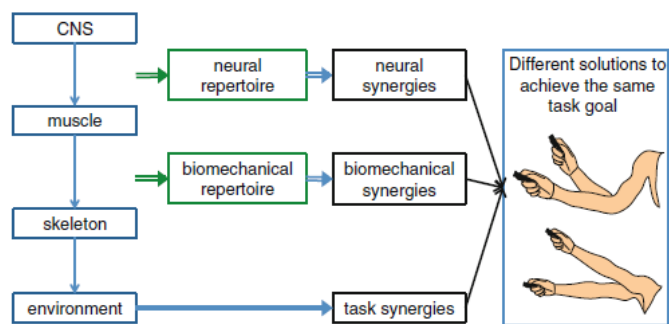 CNS
neural
repertoire
neural
synergies
Different solutions to
achieve the same
task goal
muscle
biomechanical
repertoire
biomechanical
synergies
skeleton
environment
task synergies